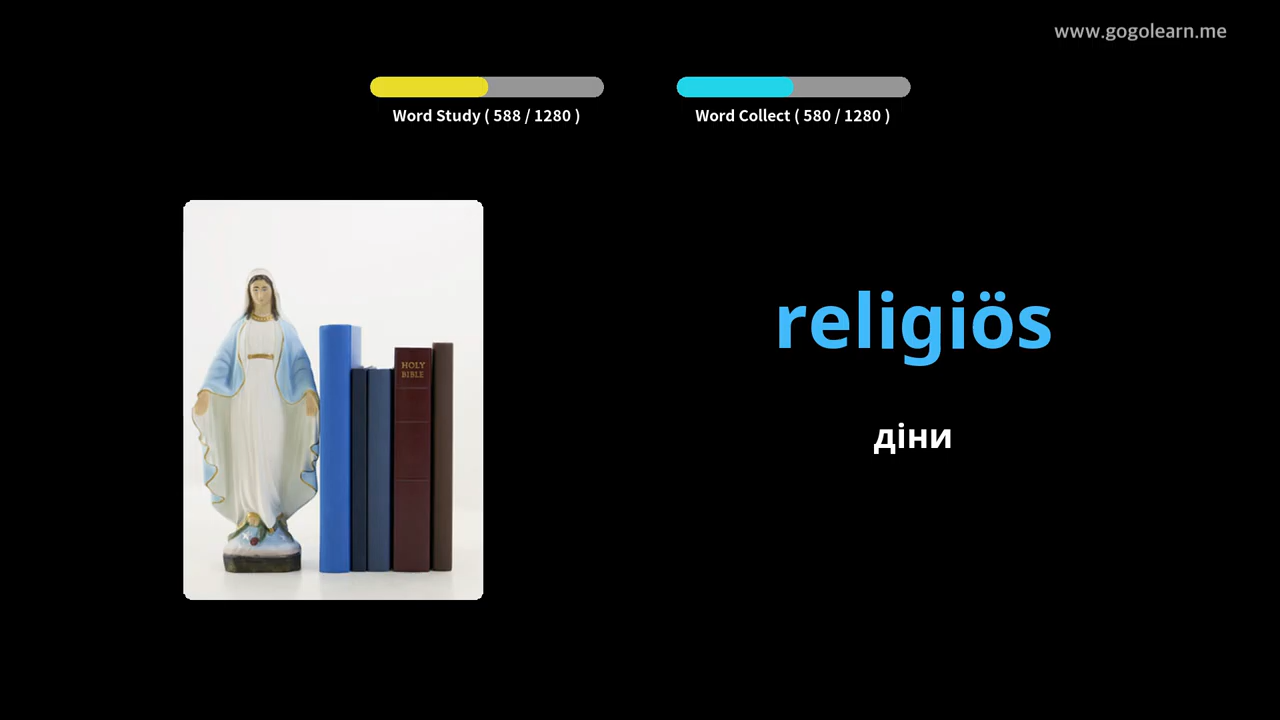 www.gogolearn.me
Word Study ( 588 / 1280 )
Word Collect ( 580 / 1280 )
HOLY
BIBLE
religiös
діни